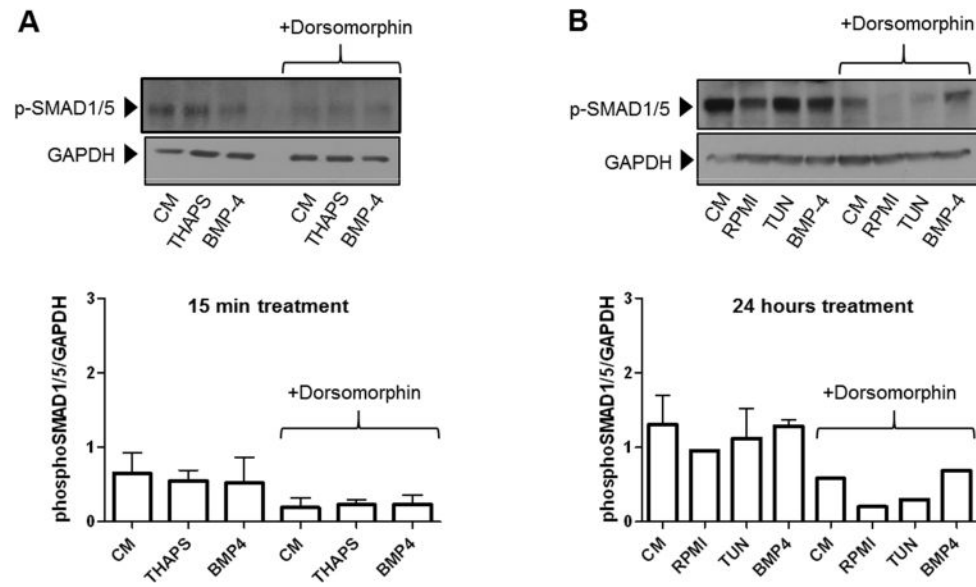 A
+Dorsomorphin
p-SMAD1/5
GAPDH
CM
THAPS
BMP-4
CM
THAPS
BMP-4
15 min treatment
+Dorsomorphin
phosphoSMAD1/5/GAPDH
3
2
1
0
CM
THAPS
BMP4
CM
THAPS
BMP4
B
+Dorsomorphin
p-SMAD1/5
GAPDH
CM
RPMI
TUN
BMP-4
CM
RPMI
TUN
BMP-4
24 hours treatment
+Dorsomorphin
phosphoSMAD1/5/GAPDH
3
2
1
0
CM
RPMI
TUN
BMP4
CM
RPMI
TUN
BMP4